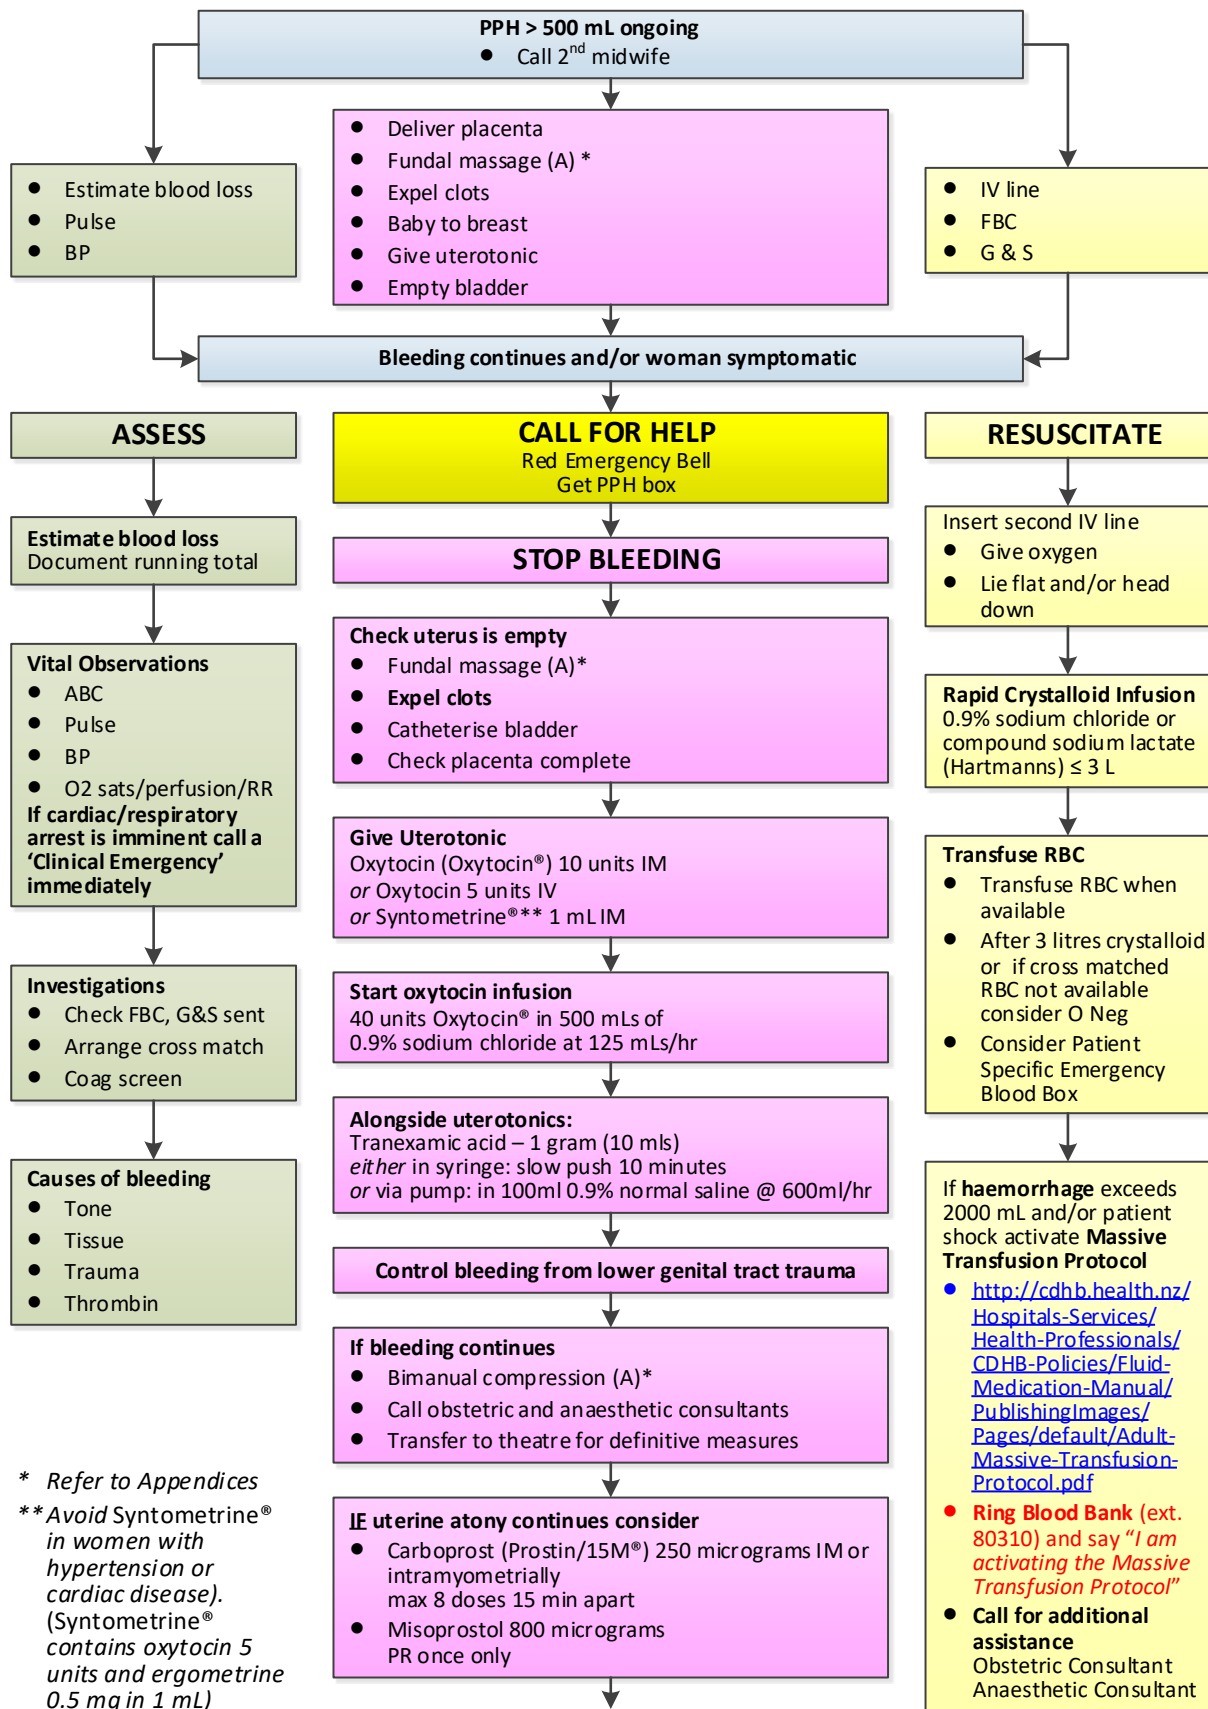 PPH > 500 mL ongoing
● Call 2nd midwife
● Estimate blood loss
● Pulse
● BP
● Deliver placenta
● Fundal massage (A) *
● Expel clots
● Baby to breast
● Give uterotonic
● Empty bladder
● IV line
● FBC
● G & S
Bleeding continues and/or woman symptomatic
ASSESS
Estimate blood loss
Document running total
Vital Observations
● ABC
● Pulse
● BP
● O2 sats/perfusion/RR
If cardiac/respiratory
arrest is imminent call a
‘Clinical Emergency’
immediately
Investigations
● Check FBC, G&S sent
● Arrange cross match
● Coag screen
Causes of bleeding
● Tone
● Tissue
● Trauma
● Thrombin
* Refer to Appendices
** Avoid Syntometrine®
in women with
hypertension or
cardiac disease).
(Syntometrine®
contains oxytocin 5
units and ergometrine
0.5 mg in 1 mL)
CALL FOR HELP
Red Emergency Bell
Get PPH box
STOP BLEEDING
Check uterus is empty
● Fundal massage (A)*
● Expel clots
● Catheterise bladder
● Check placenta complete
Give Uterotonic
Oxytocin (Oxytocin®) 10 units IM
or Oxytocin 5 units IV
or Syntometrine®** 1 mL IM
Start oxytocin infusion
40 units Oxytocin® in 500 mLs of
0.9% sodium chloride at 125 mLs/hr
Alongside uterotonics:
Tranexamic acid – 1 gram (10 mls)
either in syringe: slow push 10 minutes
or via pump: in 100ml 0.9% normal saline @ 600ml/hr
Control bleeding from lower genital tract trauma
If bleeding continues
● Bimanual compression (A)*
● Call obstetric and anaesthetic consultants
● Transfer to theatre for definitive measures
IF uterine atony continues consider
● Carboprost (Prostin/15M®) 250 micrograms IM or
intramyometrially
max 8 doses 15 min apart
● Misoprostol 800 micrograms
PR once only
RESUSCITATE
Insert second IV line
● Give oxygen
● Lie flat and/or head
down
Rapid Crystalloid Infusion
0.9% sodium chloride or
compound sodium lactate
(Hartmanns) ≤ 3 L
Transfuse RBC
● Transfuse RBC when
available
● After 3 litres crystalloid
or if cross matched
RBC not available
consider O Neg
● Consider Patient
Specific Emergency
Blood Box
If haemorrhage exceeds
2000 mL and/or patient
shock activate Massive
Transfusion Protocol
● http://cdhb.health.nz/
Hospitals-Services/
Health-Professionals/
CDHB-Policies/Fluid-
Medication-Manual/
PublishingImages/
Pages/default/Adult-
Massive-Transfusion-
Protocol.pdf
● Ring Blood Bank (ext.
80310) and say “I am
activating the Massive
Transfusion Protocol”
● Call for additional
assistance
Obstetric Consultant
Anaesthetic Consultant